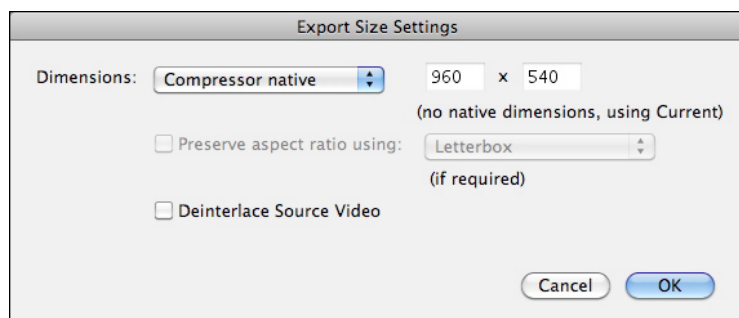 Export Size Settings
Dimensions: Compressor native 960 x 540
(no native dimensions, using Current)
Preserve aspect ratio using: Letterbox
(if required)
Deinterlace Source Video
Cancel OK